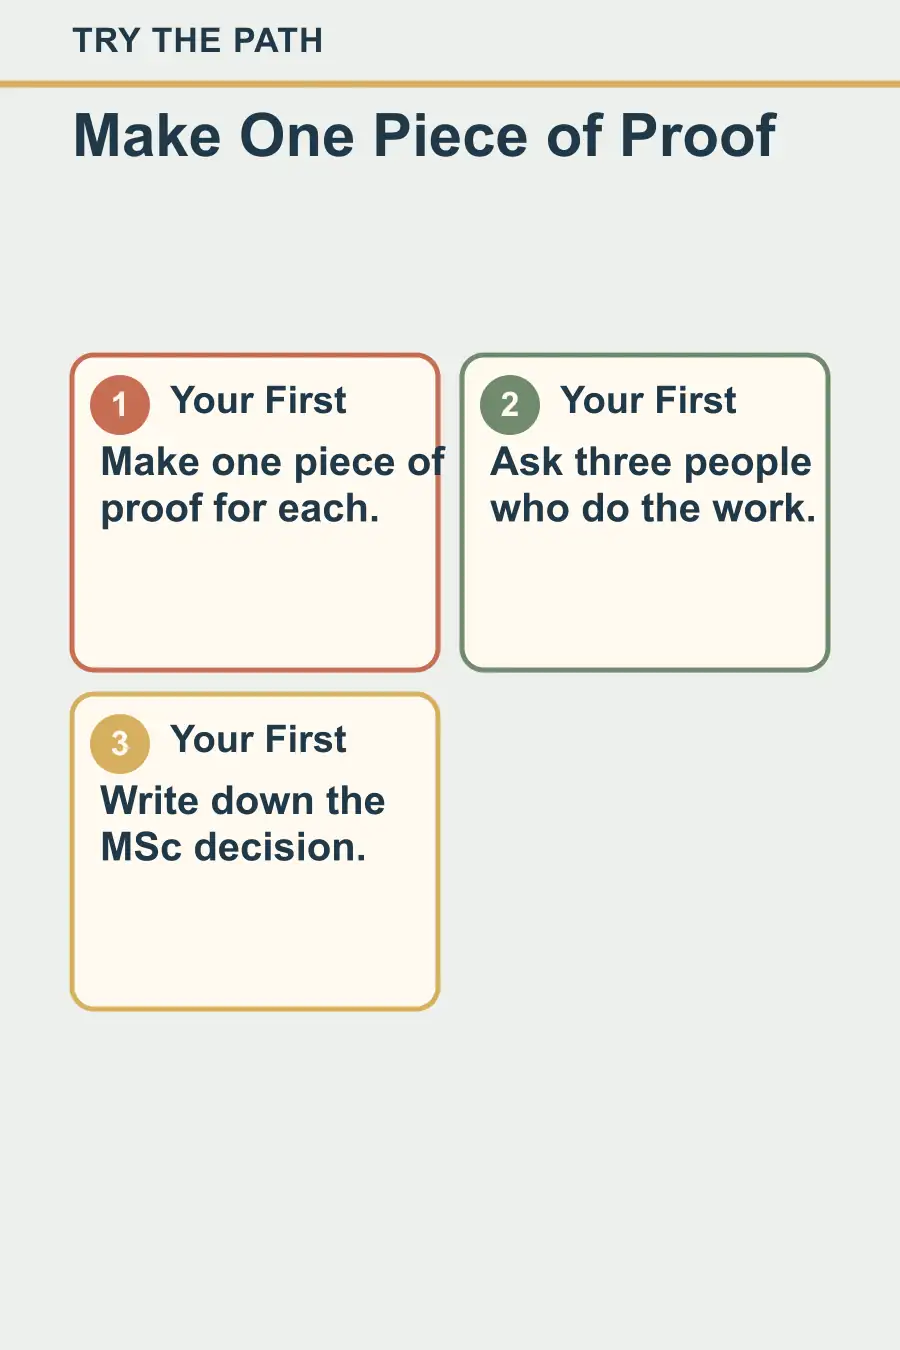 TRY THE PATH
Make One Piece of Proof
1
Your First
Make one piece of
proof for each.
2
Your First
Ask three people
who do the work.
3
Your First
Write down the
MSc decision.